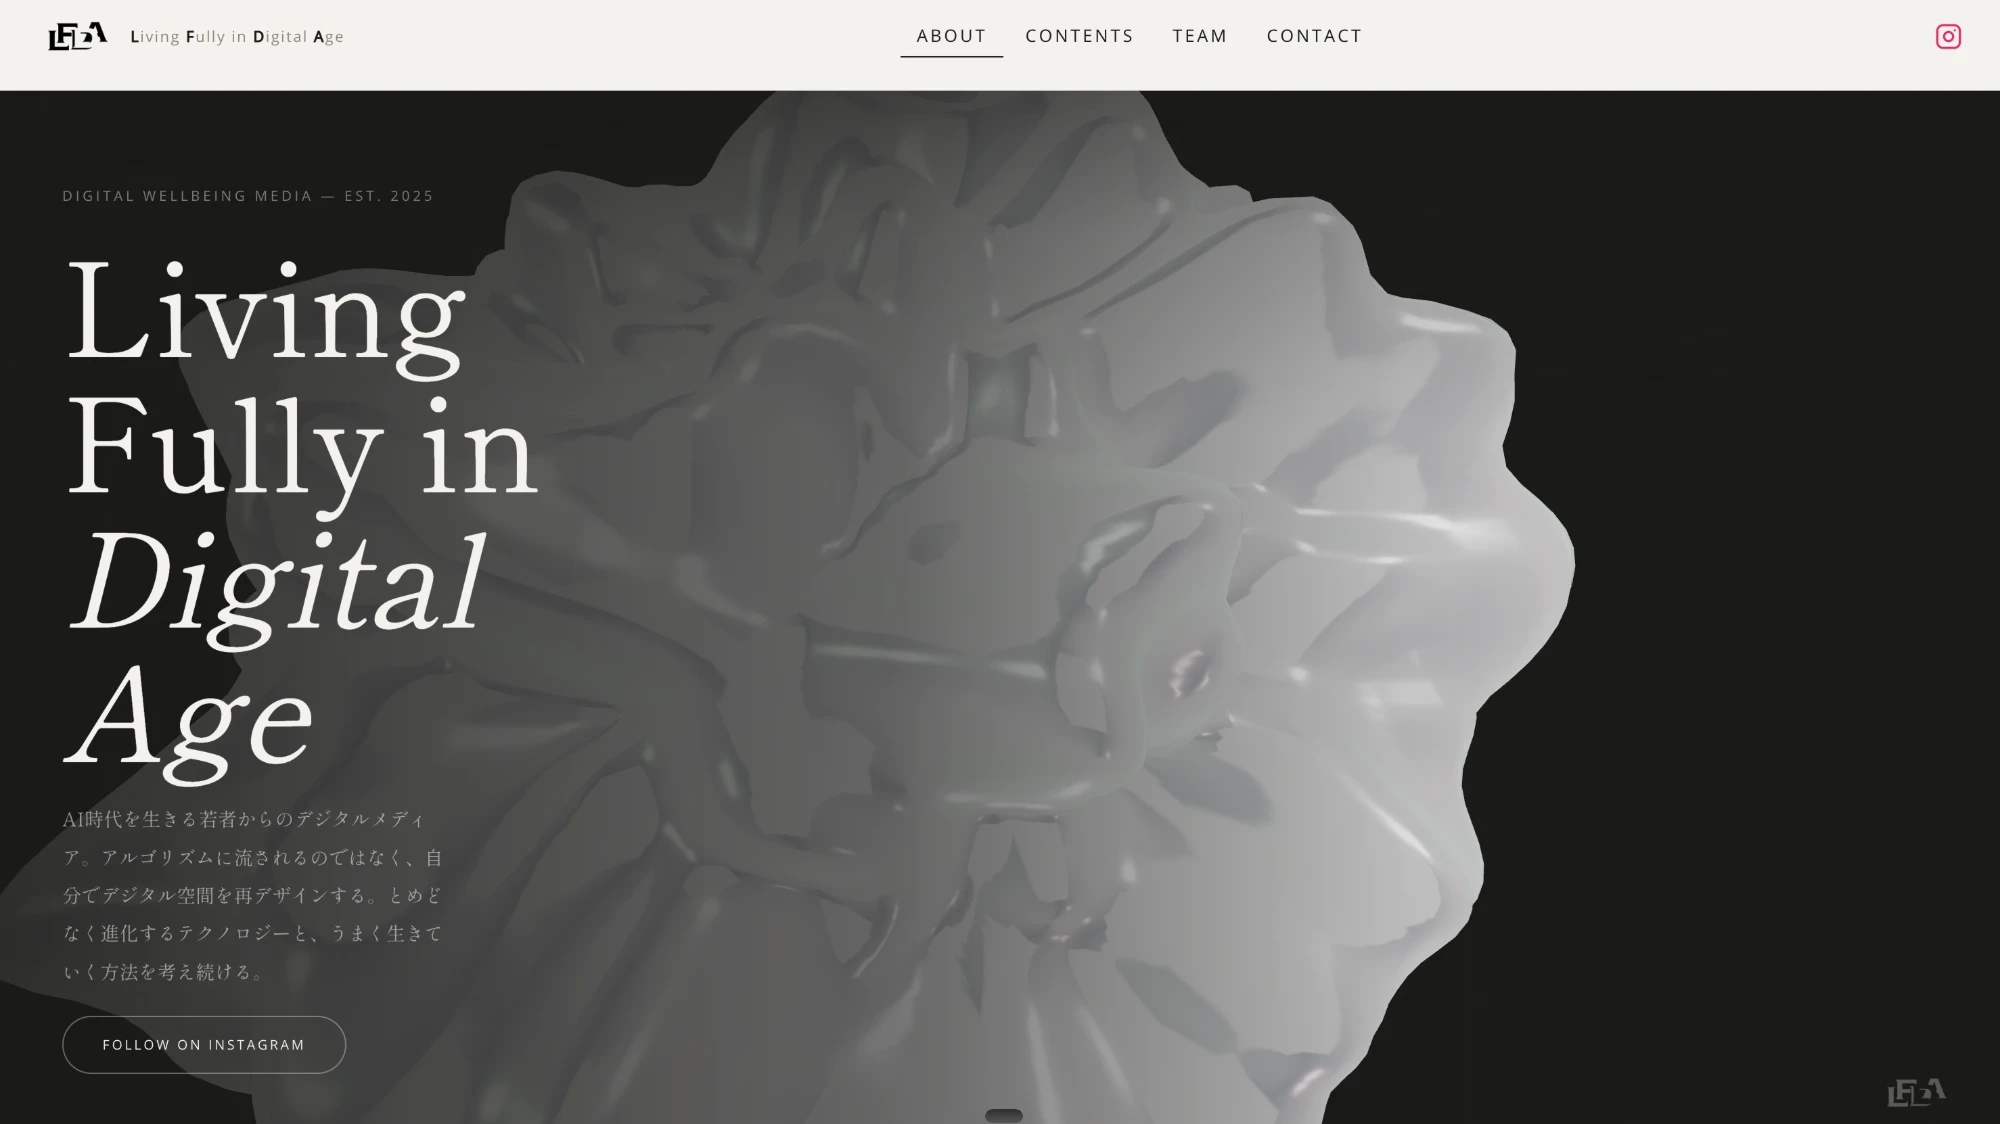 LFDA Living Fully in Digital Age
ABOUT CONTENTS TEAM CONTACT
DIGITAL WELLBEING MEDIA — EST. 2025
Living
Fully in
Digital
Age
AI時代を生きる若者からのデジタルメディ
ア。アルゴリズムに流されるのではなく、自
分でデジタル空間を再デザインする。とめど
なく進化するテクノロジーと、うまく生きて
いく方法を考え続ける。
FOLLOW ON INSTAGRAM
LFDA